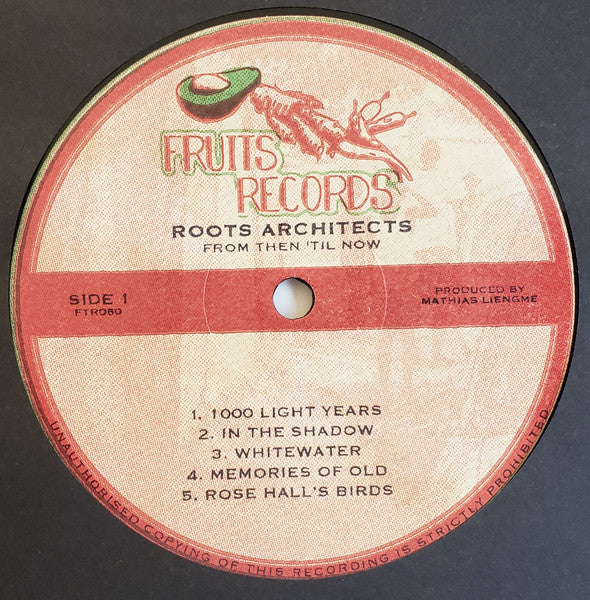 FRUITS
RECORDS
ROOTS ARCHITECTS
FROM THEN 'TIL NOW
SIDE 1
FTR060
PRODUCED BY
MATHIAS LIENGME
1. 1000 LIGHT YEARS
2. IN THE SHADOW
3. WHITEWATER
4. MEMORIES OF OLD
5. ROSE HALL'S BIRDS
UNAUTHORISED COPYING OF THIS RECORDING IS STRICTLY PROHIBITED.